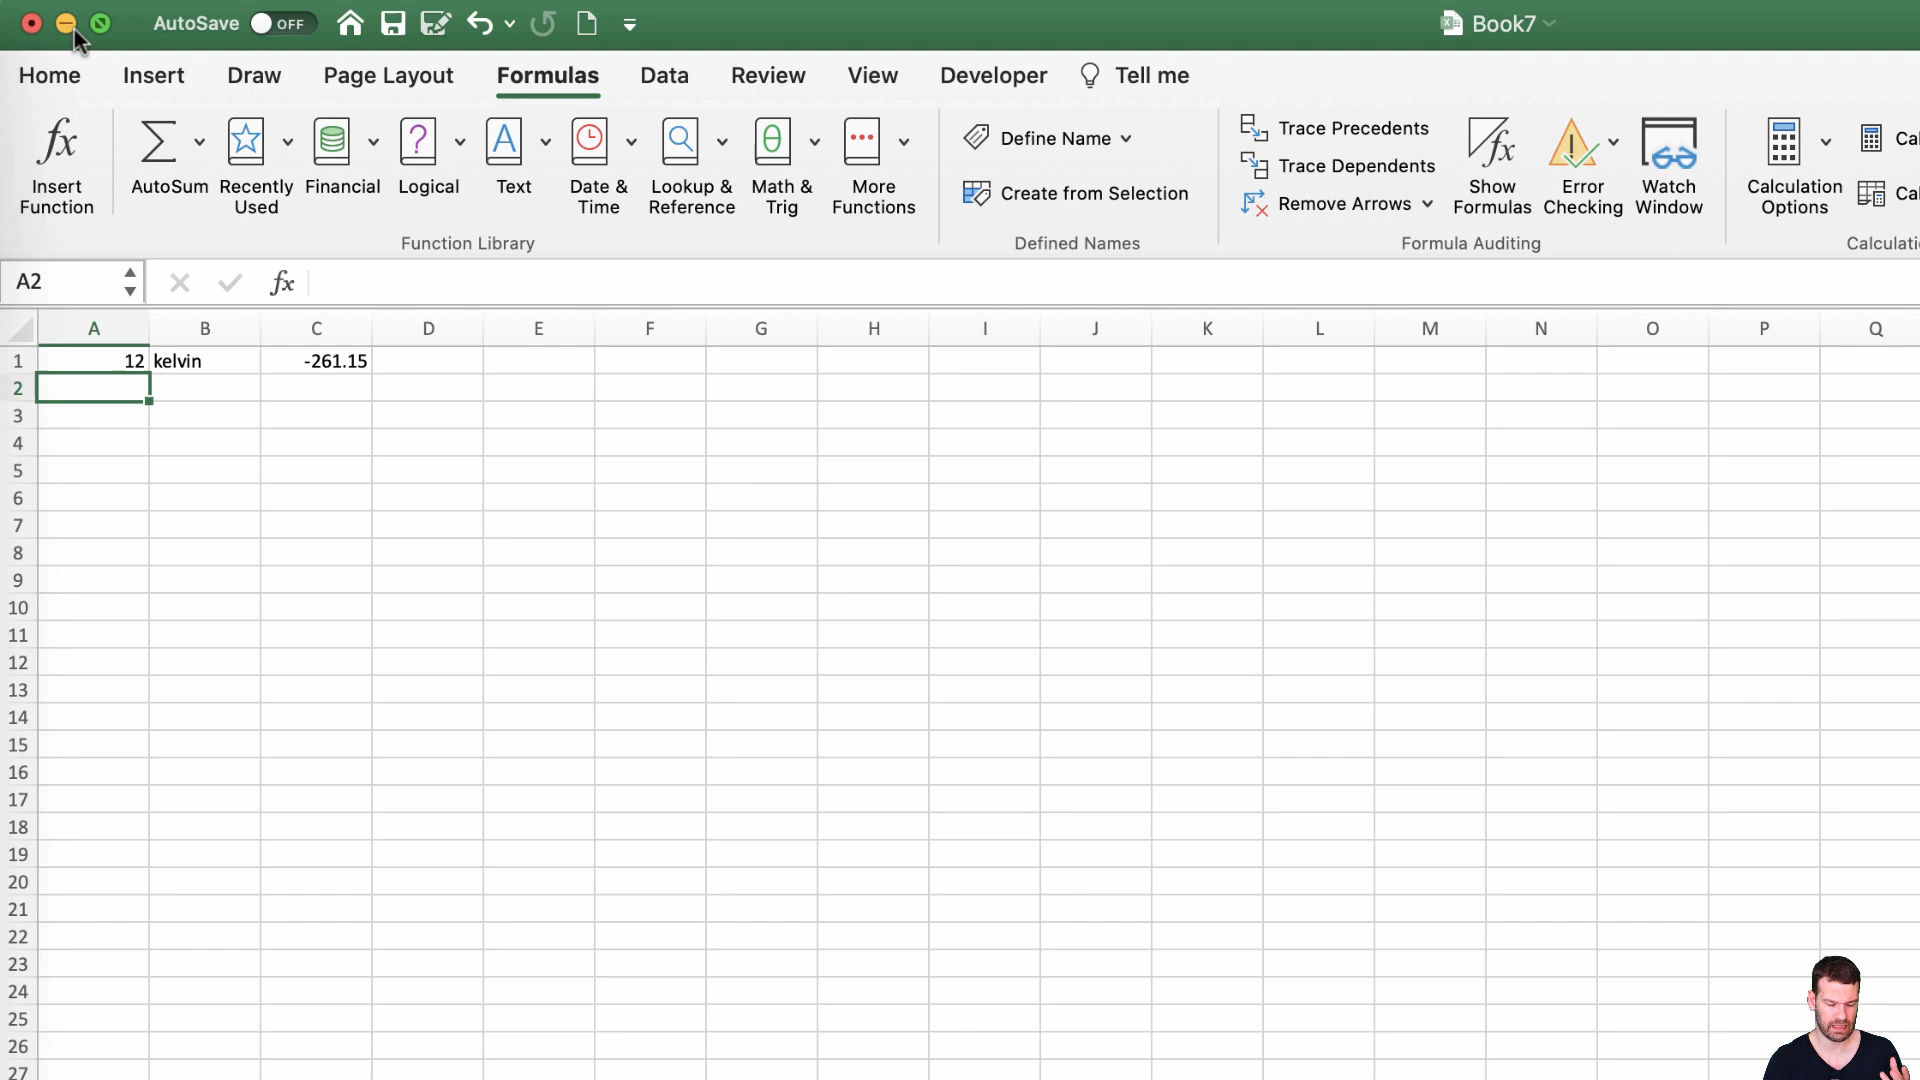 AutoSave OFF Book7
Home Insert Draw Page Layout Formulas Data Review View Developer Tell me
Insert Function
AutoSum
Recently Used
Financial
Logical
Text
Date & Time
Lookup & Reference
Math & Trig
More Functions
Function Library
Define Name
Create from Selection
Defined Names
Trace Precedents
Trace Dependents
Remove Arrows
Show Formulas
Error Checking
Watch Window
Formula Auditing
Calculation Options
A2 fx
A B C D E F G H I J K L M N O P Q
1 12 kelvin -261.15
2
3
4
5
6
7
8
9
10
11
12
13
14
15
16
17
18
19
20
21
22
23
24
25
26
27